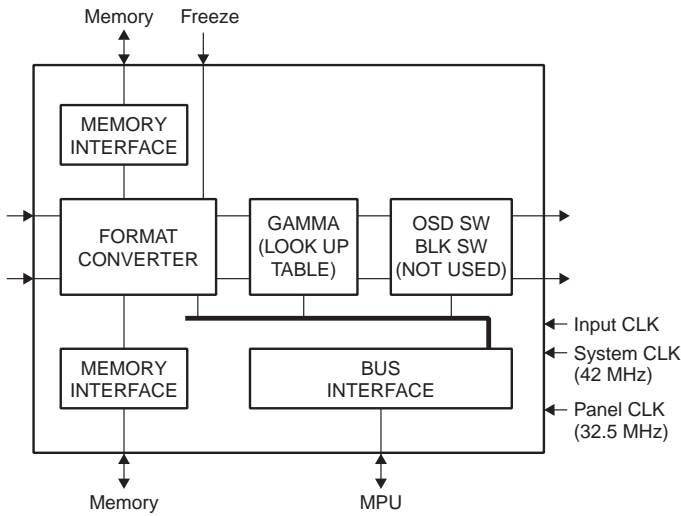 Memory
Freeze
MEMORY
INTERFACE
FORMAT
CONVERTER
GAMMA
(LOOK UP
TABLE)
OSD SW
BLK SW
(NOT USED)
Input CLK
System CLK
(42 MHz)
Panel CLK
(32.5 MHz)
MEMORY
INTERFACE
BUS
INTERFACE
Memory
MPU